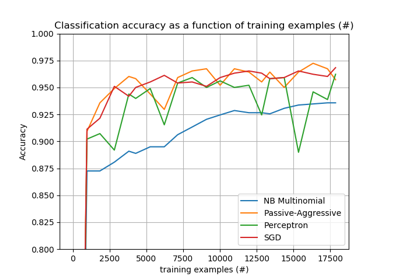 Classification accuracy as a function of training examples (#)
1.000
0.975
0.950
0.925
0.900
0.875
0.850
0.825
0.800
Accuracy
NB Multinomial
Passive-Aggressive
Perceptron
SGD
0 2500 5000 7500 10000 12500 15000 17500
training examples (#)